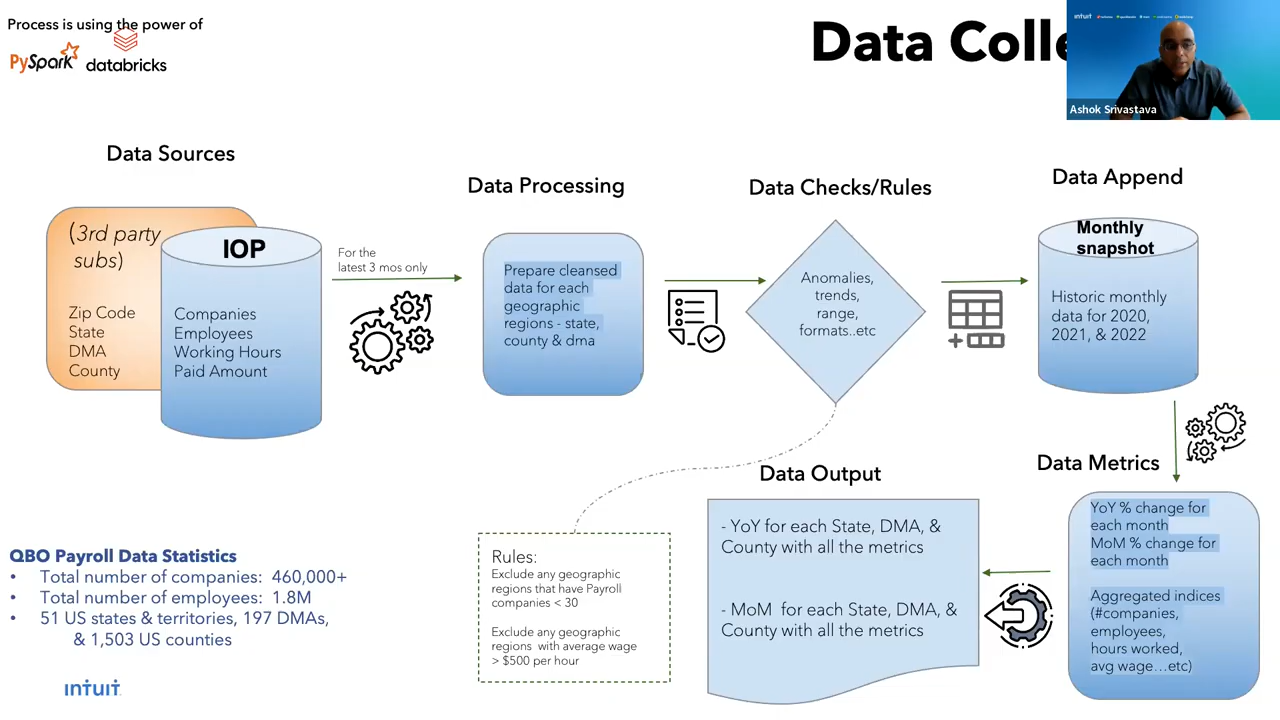 Process is using the power of
PySpark
databricks
Data Colle
intuit
Ashok Srivastava
Data Sources
(3rd party
subs)
Zip Code
State
DMA
County
IOP
Companies
Employees
Working Hours
Paid Amount
For the
latest 3 mos only
Data Processing
Prepare cleansed
data for each
geographic
regions - state,
county & dma
Data Checks/Rules
Anomalies,
trends,
range,
formats..etc
Data Append
Monthly
snapshot
Historic monthly
data for 2020,
2021, & 2022
Data Metrics
YoY % change for
each month
MoM % change for
each month
Aggregated indices
(#companies,
employees,
hours worked,
avg wage...etc)
Data Output
- YoY for each State, DMA, &
County with all the metrics
- MoM for each State, DMA, &
County with all the metrics
Rules:
Exclude any geographic
regions that have Payroll
companies < 30
Exclude any geographic
regions with average wage
> $500 per hour
QBO Payroll Data Statistics
• Total number of companies: 460,000+
• Total number of employees: 1.8M
• 51 US states & territories, 197 DMAs,
& 1,503 US counties
intuit